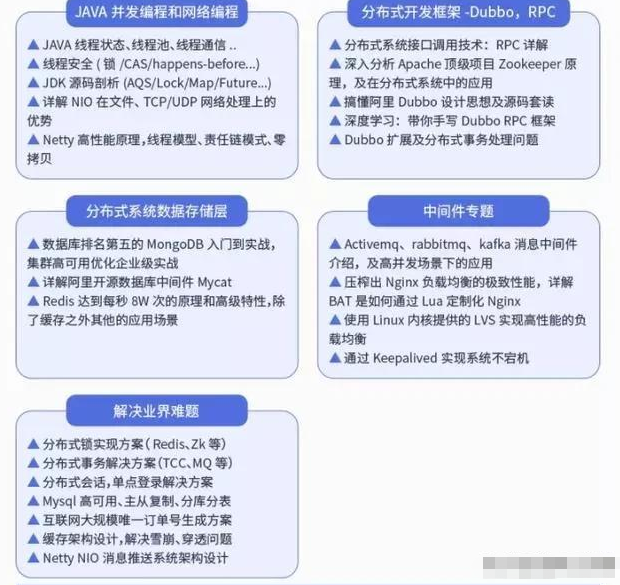 JAVA 并发编程和网络编程
▲ JAVA 线程状态、线程池、线程通信 ..
▲ 线程安全 ( 锁 /CAS/happens-before...)
▲ JDK 源码剖析 (AQS/Lock/Map/Future...)
▲ 详解 NIO 在文件、TCP/UDP 网络处理上的
优势
▲ Netty 高性能原理，线程模型、责任链模式、零
拷贝
分布式开发框架 -Dubbo，RPC
▲ 分布式系统接口调用技术：RPC 详解
▲ 深入分析 Apache 顶级项目 Zookeeper 原
理，及在分布式系统中的应用
▲ 搞懂阿里 Dubbo 设计思想及源码套读
▲ 深度学习：带你手写 Dubbo RPC 框架
▲ Dubbo 扩展及分布式事务处理问题
分布式系统数据存储层
▲ 数据库排名第五的 MongoDB 入门到实战，
集群高可用优化企业级实战
▲ 详解阿里开源数据库中间件 Mycat
▲ Redis 达到每秒 8W 次的原理和高级特性，除
了缓存之外其他的应用场景
中间件专题
▲ Activemq、rabbitmq、kafka 消息中间件
介绍，及高并发场景下的应用
▲ 压榨出 Nginx 负载均衡的极致性能，详解
BAT 是如何通过 Lua 定制化 Nginx
▲ 使用 Linux 内核提供的 LVS 实现高性能的负
载均衡
▲ 通过 Keepalived 实现系统不宕机
解决业界难题
▲ 分布式锁实现方案（ Redis、Zk 等）
▲ 分布式事务解决方案（TCC、MQ 等）
▲ 分布式会话，单点登录解决方案
▲ Mysql 高可用、主从复制、分库分表
▲ 互联网大规模唯一订单号生成方案
▲ 缓存架构设计，解决雪崩、穿透问题
▲ Netty NIO 消息推送系统架构设计